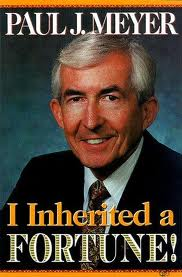 PAUL J. MEYER
I Inherited a
FORTUNE!